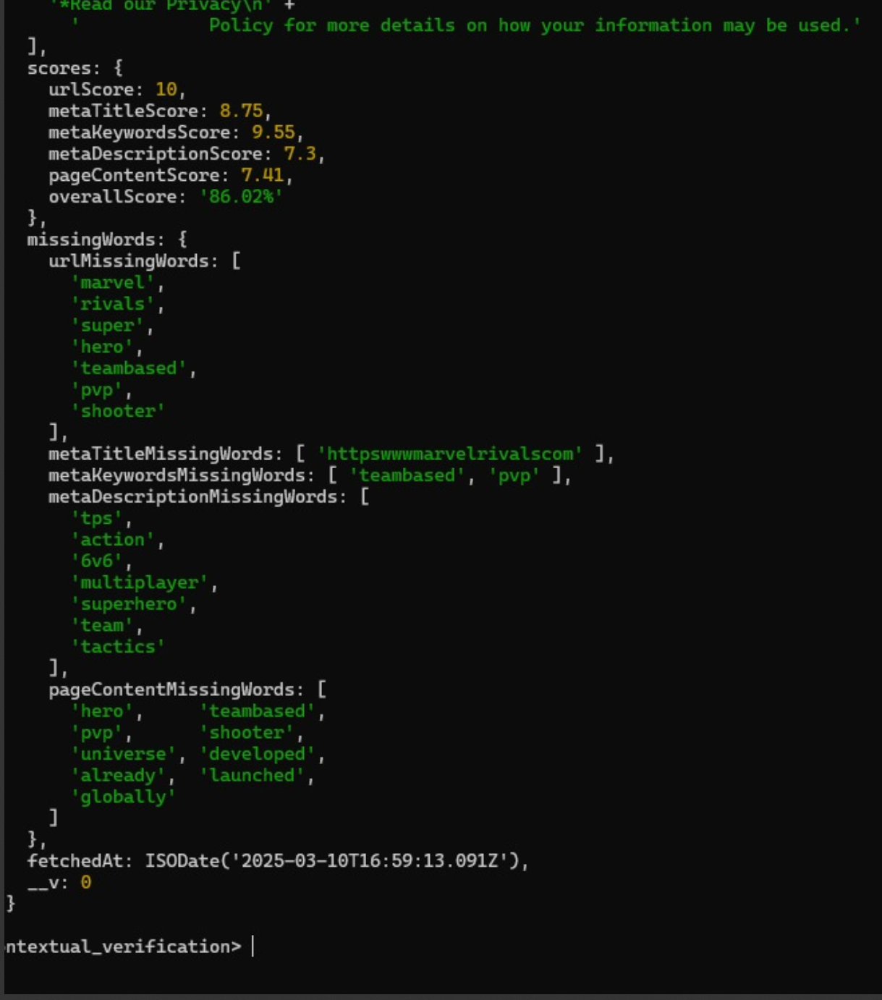 '*Read our Privacy\n' +
'            Policy for more details on how your information may be used.'
],
scores: {
urlScore: 10,
metaTitleScore: 8.75,
metaKeywordsScore: 9.55,
metaDescriptionScore: 7.3,
pageContentScore: 7.41,
overallScore: '86.02%'
},
missingWords: {
urlMissingWords: [
'marvel',
'rivals',
'super',
'hero',
'teambased',
'pvp',
'shooter'
],
metaTitleMissingWords: [ 'httpswwwmarvelrivalscom' ],
metaKeywordsMissingWords: [ 'teambased', 'pvp' ],
metaDescriptionMissingWords: [
'tps',
'action',
'6v6',
'multiplayer',
'superhero',
'team',
'tactics'
],
pageContentMissingWords: [
'hero',     'teambased',
'pvp',      'shooter',
'universe', 'developed',
'already',  'launched',
'globally'
]
},
fetchedAt: ISODate('2025-03-10T16:59:13.091Z'),
__v: 0
}
ntextual_verification>